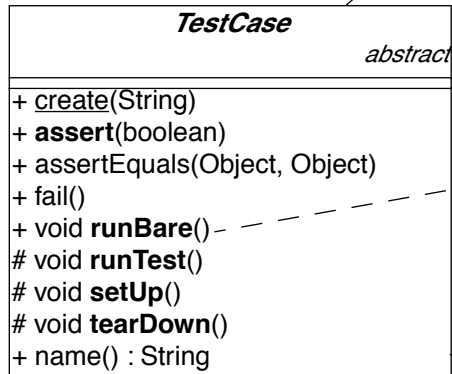 TestCase
abstract
+ create(String)
+ assert(boolean)
+ assertEquals(Object, Object)
+ fail()
+ void runBare()
# void runTest()
# void setUp()
# void tearDown()
+ name() : String